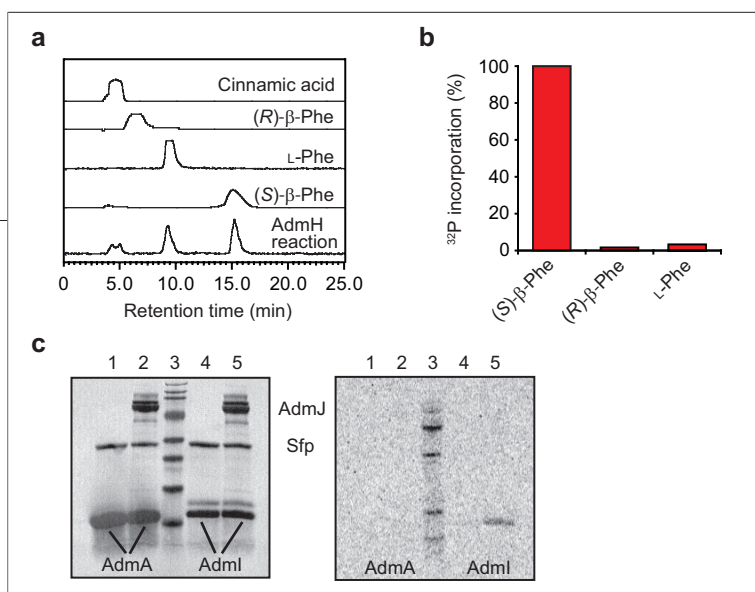 a
Cinnamic acid
(R)-β-Phe
L-Phe
(S)-β-Phe
AdmH
reaction
0 5.0 10.0 15.0 20.0 25.0
Retention time (min)
b
³²P incorporation (%)
100
80
60
40
20
0
(S)-β-Phe
(R)-β-Phe
L-Phe
c
1 2 3 4 5
AdmJ
Sfp
AdmA AdmI
1 2 3 4 5
AdmA AdmI